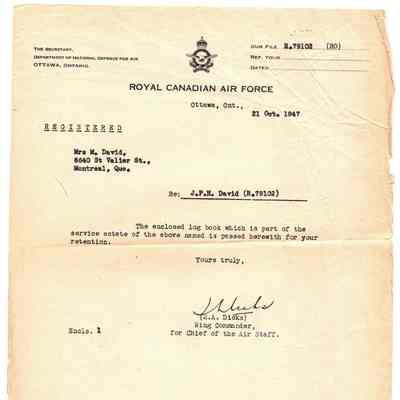 THE SECRETARY,
DEPARTMENT OF NATIONAL DEFENCE FOR AIR
OTTAWA, ONTARIO.
OUR FILE R.79102 (RO)
REF. YOUR
DATED
ROYAL CANADIAN AIR FORCE
Ottawa, Ont.,
21 Oct. 1947
REGISTERED
Mrs M. David,
6640 St Valier St.,
Montreal, Que.
Re: J.P.H. David (R.79102)
The enclosed log book which is part of the
service estate of the above named is passed herewith for your
retention.
Yours truly,
(L.A. Dicks)
Wing Commander,
for Chief of the Air Staff.
Encls. 1